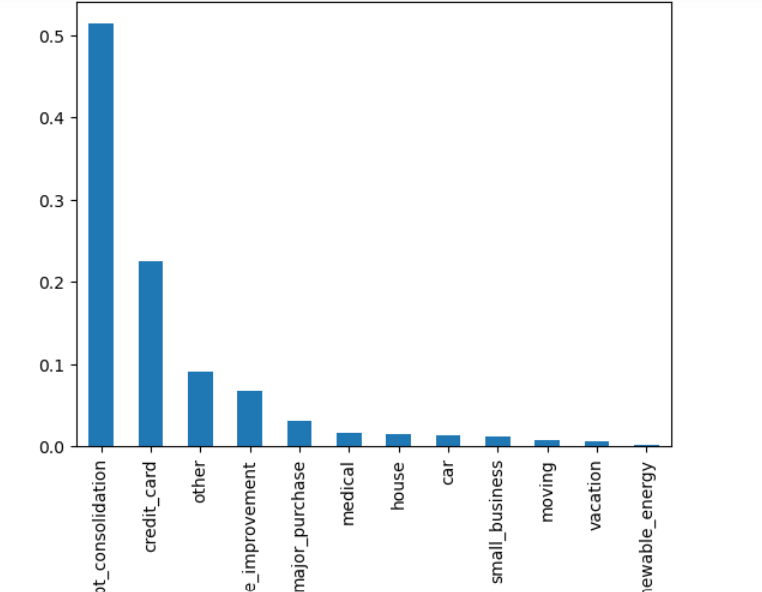 0.5
0.4
0.3
0.2
0.1
0.0
pt_consolidation
credit_card
other
e_improvement
major_purchase
medical
house
car
small_business
moving
vacation
newable_energy